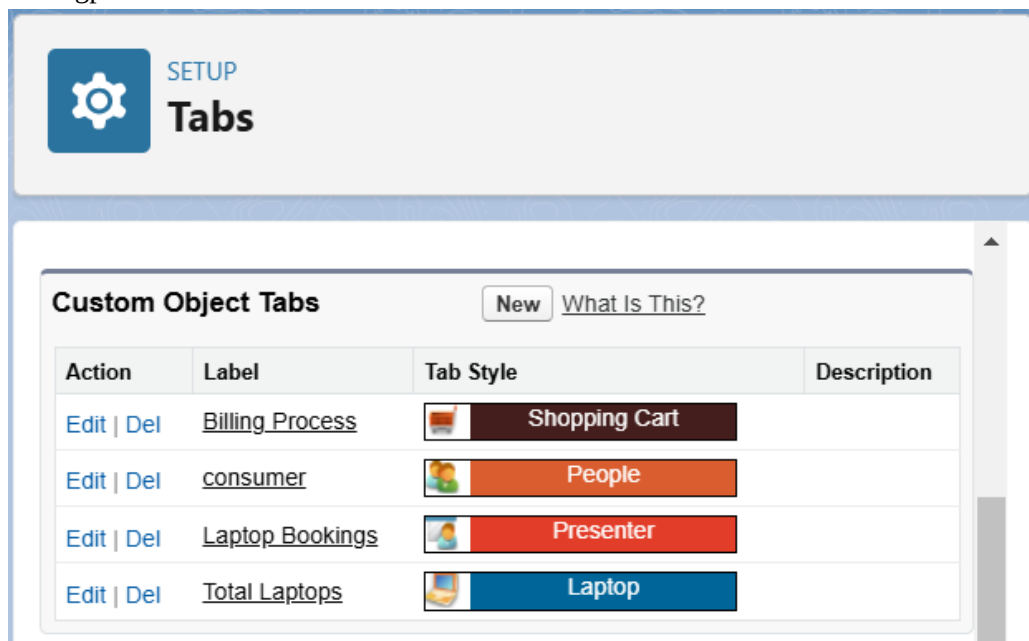 SETUP
Tabs
Custom Object Tabs New What Is This?
Action Label Tab Style Description
Edit | Del Billing Process Shopping Cart
Edit | Del consumer People
Edit | Del Laptop Bookings Presenter
Edit | Del Total Laptops Laptop